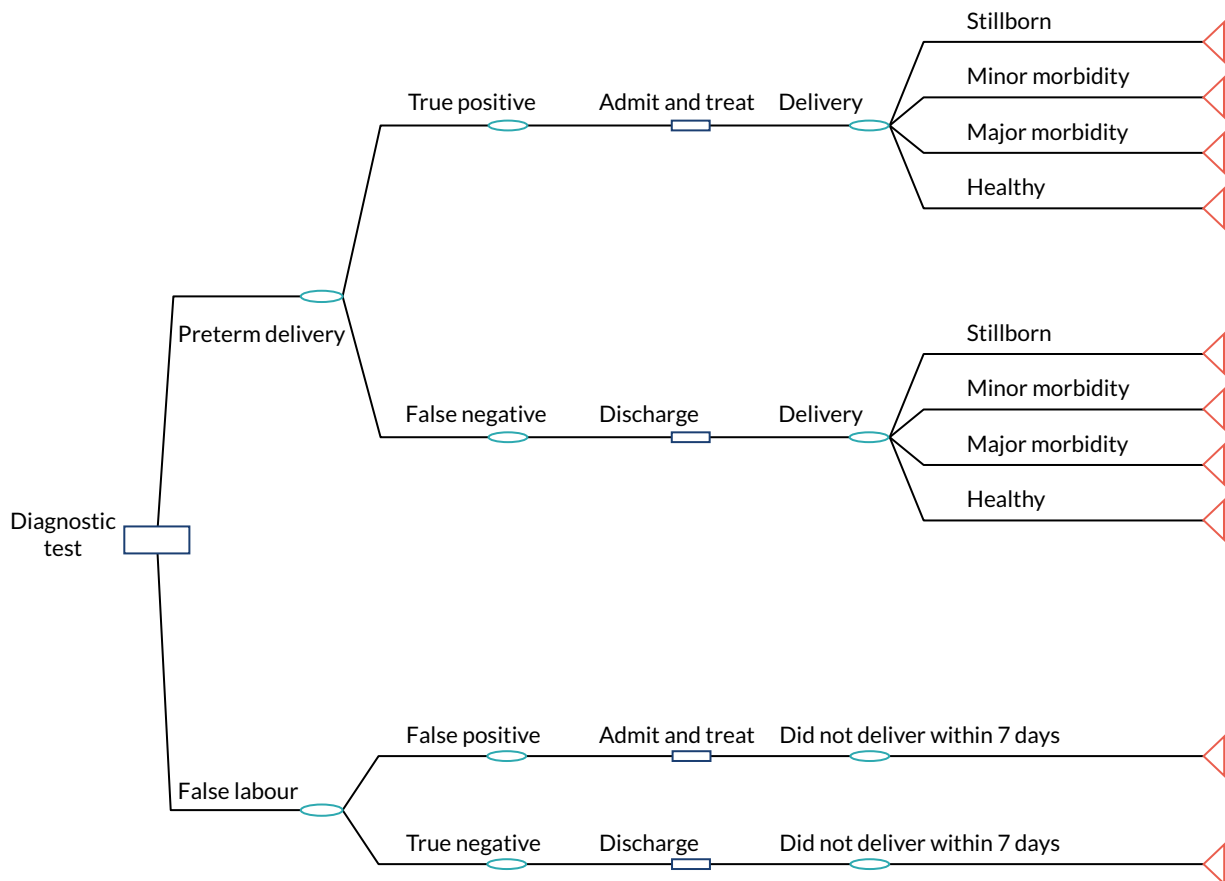 Stillborn
Minor morbidity
True positive
Admit and treat
Delivery
Major morbidity
Healthy
Preterm delivery
Stillborn
Minor morbidity
False negative
Discharge
Delivery
Major morbidity
Healthy
Diagnostic
test
False positive
Admit and treat
Did not deliver within 7 days
False labour
True negative
Discharge
Did not deliver within 7 days